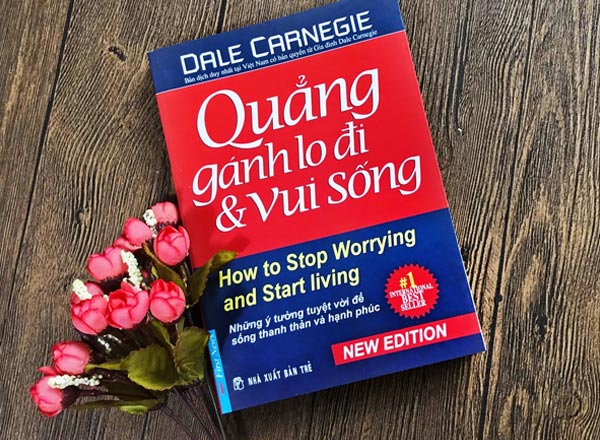 DALE CARNEGIE
Bản dịch duy nhất tại Việt Nam có bản quyền từ Gia đình Dale Carnegie
Quẳng
gánh lo đi
& vui sống
How to Stop Worrying
and Start living
#1
INTERNATIONAL
BEST
SELLER
Những ý tưởng tuyệt vời để
sống thanh thản và hạnh phúc
NEW EDITION
First News
NHÀ XUẤT BẢN TRẺ